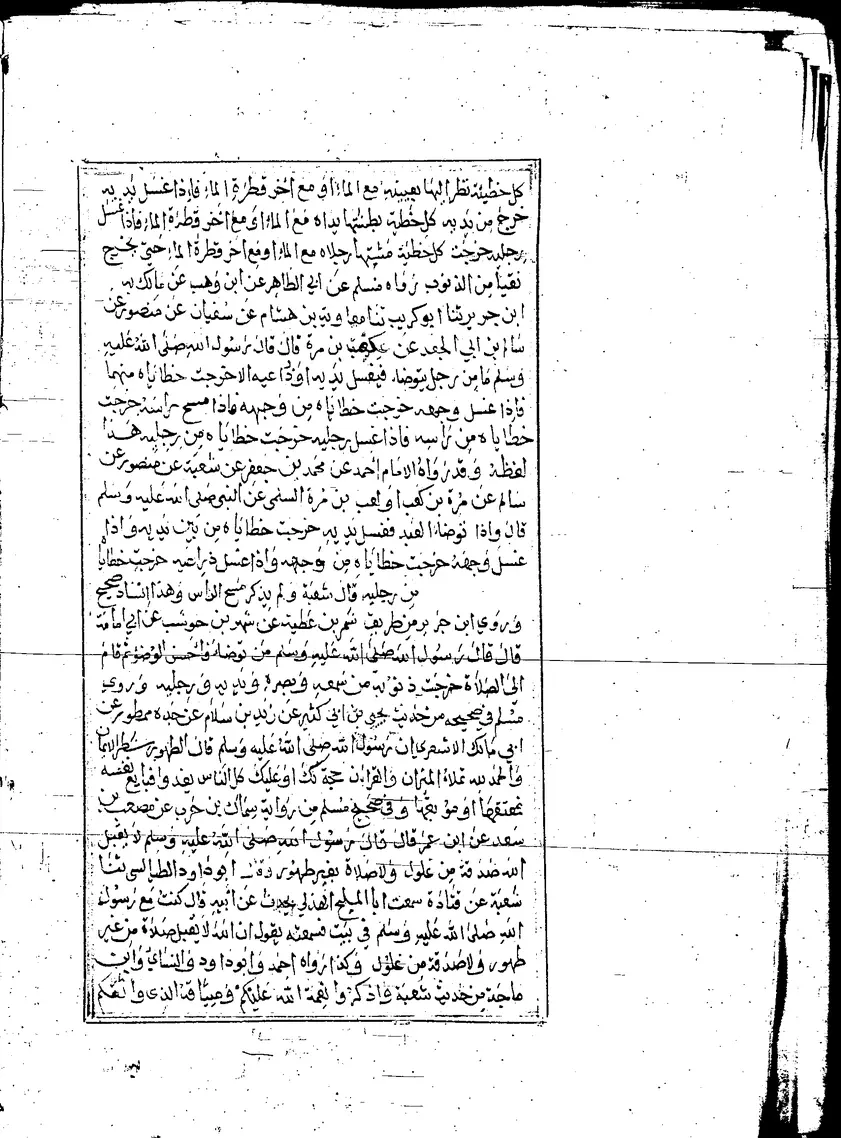 كل خطيئة نظر اليها بعينيه مع الماء او مع اخر قطرة الماء فاذا غسل يديه
خرج من يديه كل خطية بطشتها يداه مع الماء او مع اخر قطرة الماء فاذا غسل
رجليه خرجت كل خطية مشتها رجلاه مع الماء او مع اخر قطرة الماء حتى يخرج
نقيا من الذنوب رواه مسلم عن ابي الطاهر عن ابن وهب عن مالك به
ابن جرير ثنا ابو كريب ثنا معاوية بن هشام عن سفيان عن منصور عن
سا ابن ابي الجعد عن كعب بن مرة قال قال رسول الله صلى الله عليه
وسلم ما من رجل يتوضا فيغسل يديه او ذراعيه الا خرجت خطاياه منهما
فاذا غسل وجهه خرجت خطاياه من وجهه فاذا مسح راسه خرجت
خطاياه من راسه فاذا غسل رجليه خرجت خطاياه من رجليه هذا
لفظه وقد رواه الامام احمد عن محمد بن جعفر عن شعبة عن منصور عن
سالم عن مرة بن كعب او كعب بن مرة السلمى عن النبي صلى الله عليه وسلم
قال واذا توضا العبد فغسل يديه خرجت خطاياه من بين يديه واذا
غسل وجهه خرجت خطاياه من وجهه واذا غسل ذراعيه خرجت خطاياه
من رجليه قال شعبة ولم يذكر مسح الراس وهذا اسناد صحيح
وروي ابن جرير من طريق شمر بن عطية عن شهر بن حوشب عن ابي امامة
قال قال رسول الله صلى الله عليه وسلم من توضا فاحسن الوضوء ثم قام
الى الصلاة خرجت ذنوبه من سمعه وبصره ويديه ورجليه وروي
مسلم في صحيحه من حديث يحيى بن ابي كثير عن زيد بن سلام عن جده ممطور عن
ابي مالك الاشعري ان رسول الله صلى الله عليه وسلم قال الطهور شطر الايمان
والحمد لله تملاء الميزان والقران حجة لك او عليك كل الناس يغدوا فبايع نفسه
فمعتقها او موبقها وفي صحيح مسلم من رواية سماك بن حرب عن مصعب بن
سعد عن ابن عمر قال قال رسول الله صلى الله عليه وسلم لا يقبل
الله صدقة من غلول ولا صلاة بغير طهور وقال ابو داود الطيالسي ثنا
شعبة عن قتادة سمعت ابا المليح الهذلي يحدث عن ابيه قال كنت مع رسول
الله صلى الله عليه وسلم في بيت فسمعته يقول ان الله لا يقبل صلاة من غير
طهور ولا صدقة من غلول وكذا رواه احمد وابو داود والنسائي وابن
ماجة من حديث شعبة واذكروا نعمة الله عليكم وميثاقه الذي واثقكم